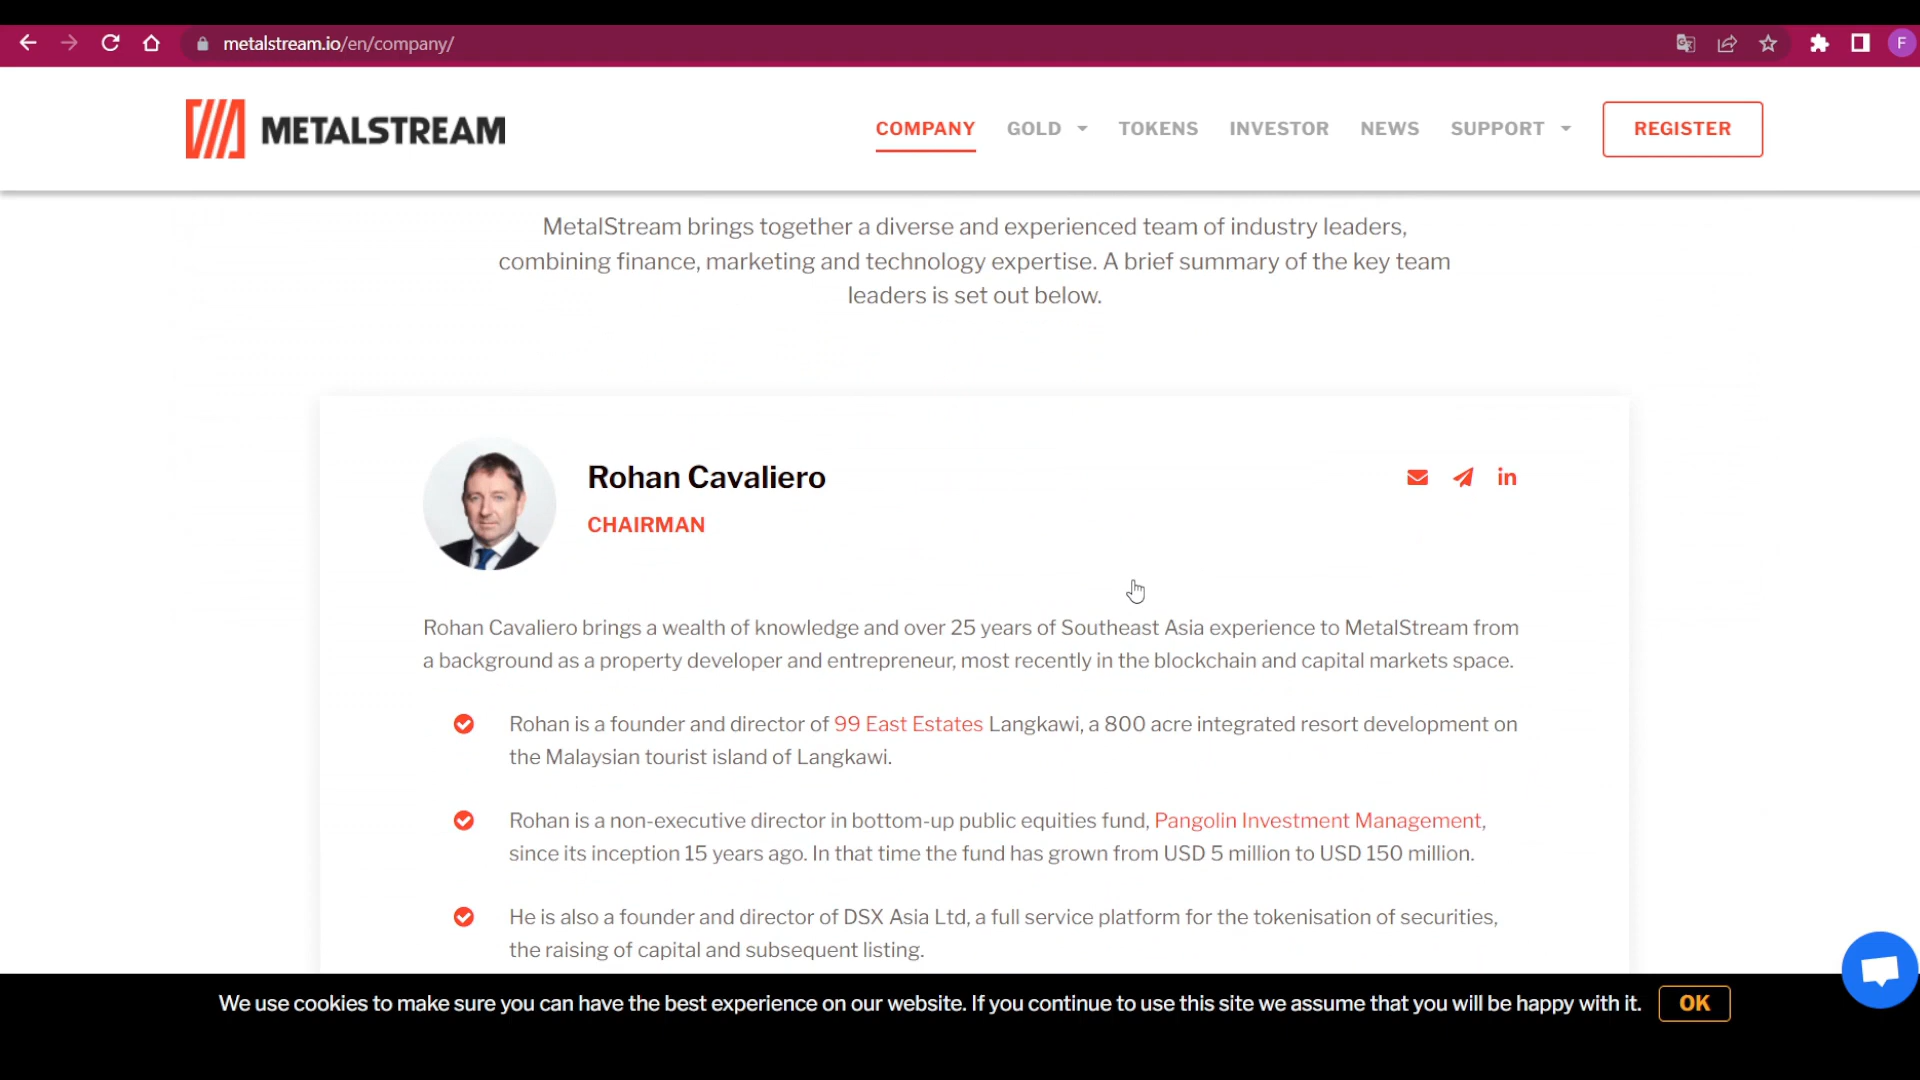 metalstream.io/en/company/
F
METALSTREAM
COMPANY GOLD TOKENS INVESTOR NEWS SUPPORT REGISTER
MetalStream brings together a diverse and experienced team of industry leaders,
combining finance, marketing and technology expertise. A brief summary of the key team
leaders is set out below.
Rohan Cavaliero
in
CHAIRMAN
Rohan Cavaliero brings a wealth of knowledge and over 25 years of Southeast Asia experience to MetalStream from
a background as a property developer and entrepreneur, most recently in the blockchain and capital markets space.
Rohan is a founder and director of 99 East Estates Langkawi, a 800 acre integrated resort development on
the Malaysian tourist island of Langkawi.
Rohan is a non-executive director in bottom-up public equities fund, Pangolin Investment Management,
since its inception 15 years ago. In that time the fund has grown from USD 5 million to USD 150 million.
He is also a founder and director of DSX Asia Ltd, a full service platform for the tokenisation of securities,
the raising of capital and subsequent listing.
We use cookies to make sure you can have the best experience on our website. If you continue to use this site we assume that you will be happy with it. OK